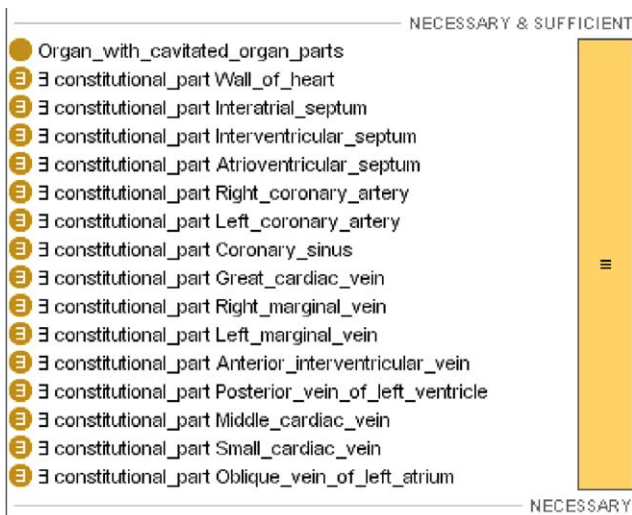 NECESSARY & SUFFICIENT
Organ_with_cavitated_organ_parts
∃ ∃ constitutional_part Wall_of_heart
∃ ∃ constitutional_part Interatrial_septum
∃ ∃ constitutional_part Interventricular_septum
∃ ∃ constitutional_part Atrioventricular_septum
∃ ∃ constitutional_part Right_coronary_artery
∃ ∃ constitutional_part Left_coronary_artery
∃ ∃ constitutional_part Coronary_sinus
∃ ∃ constitutional_part Great_cardiac_vein
≡
∃ ∃ constitutional_part Right_marginal_vein
∃ ∃ constitutional_part Left_marginal_vein
∃ ∃ constitutional_part Anterior_interventricular_vein
∃ ∃ constitutional_part Posterior_vein_of_left_ventricle
∃ ∃ constitutional_part Middle_cardiac_vein
∃ ∃ constitutional_part Small_cardiac_vein
∃ ∃ constitutional_part Oblique_vein_of_left_atrium
NECESSARY